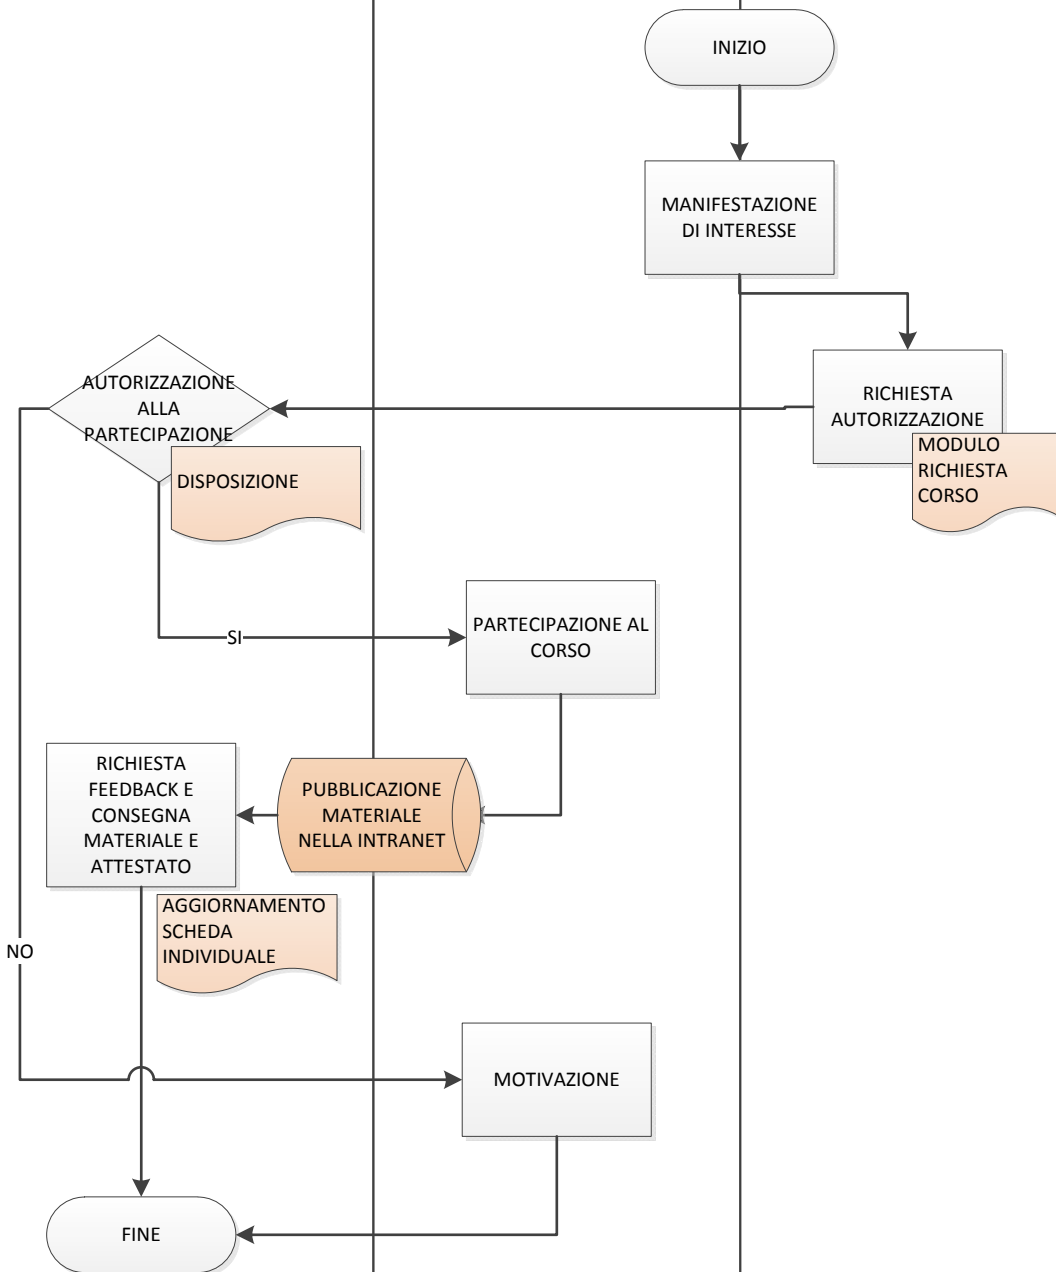 INIZIO
MANIFESTAZIONE
DI INTERESSE
RICHIESTA
AUTORIZZAZIONE
MODULO
RICHIESTA
CORSO
AUTORIZZAZIONE
ALLA
PARTECIPAZIONE
DISPOSIZIONE
SI
PARTECIPAZIONE AL
CORSO
PUBBLICAZIONE
MATERIALE
NELLA INTRANET
RICHIESTA
FEEDBACK E
CONSEGNA
MATERIALE E
ATTESTATO
AGGIORNAMENTO
SCHEDA
INDIVIDUALE
NO
MOTIVAZIONE
FINE